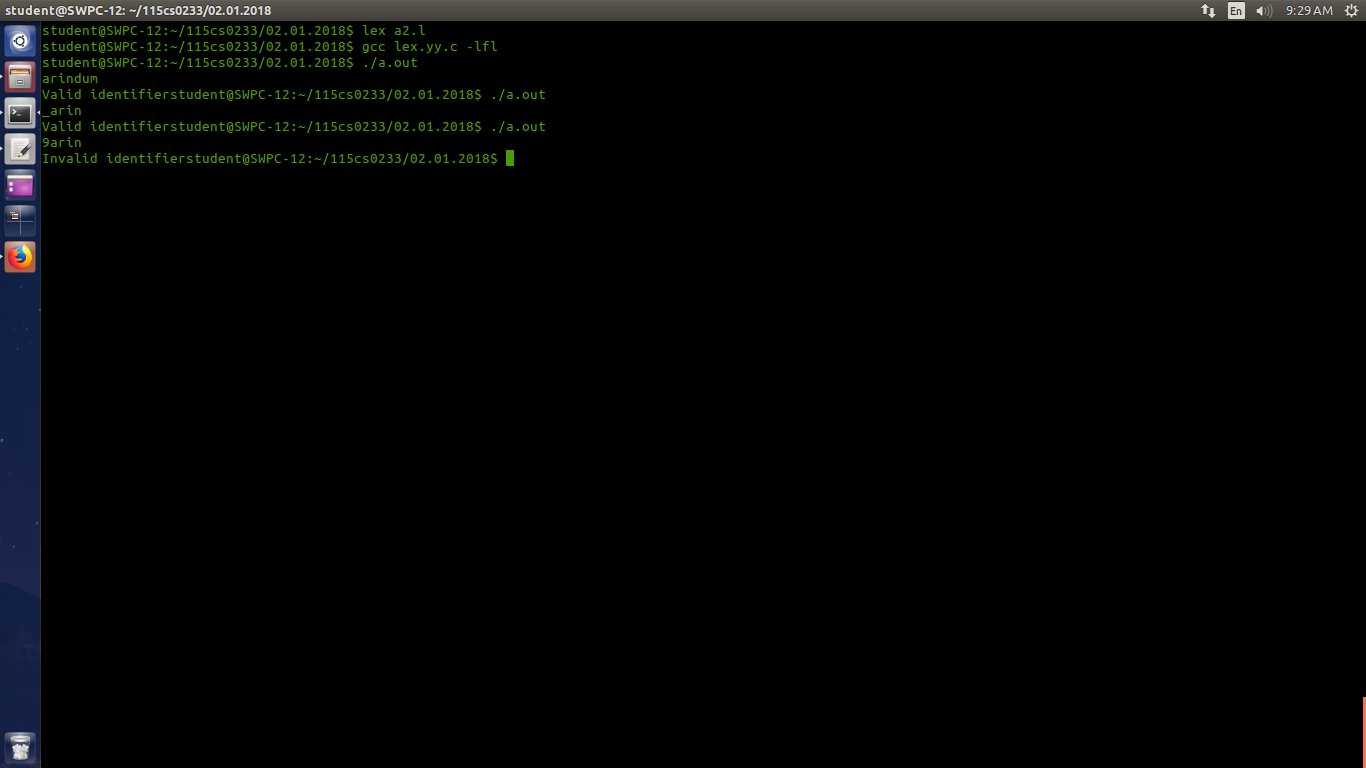 student@SWPC-12: ~/115cs0233/02.01.2018
En
9:29 AM
student@SWPC-12:~/115cs0233/02.01.2018$ lex a2.l
student@SWPC-12:~/115cs0233/02.01.2018$ gcc lex.yy.c -lfl
student@SWPC-12:~/115cs0233/02.01.2018$ ./a.out
arindum
Valid identifierstudent@SWPC-12:~/115cs0233/02.01.2018$ ./a.out
_arin
Valid identifierstudent@SWPC-12:~/115cs0233/02.01.2018$ ./a.out
9arin
Invalid identifierstudent@SWPC-12:~/115cs0233/02.01.2018$